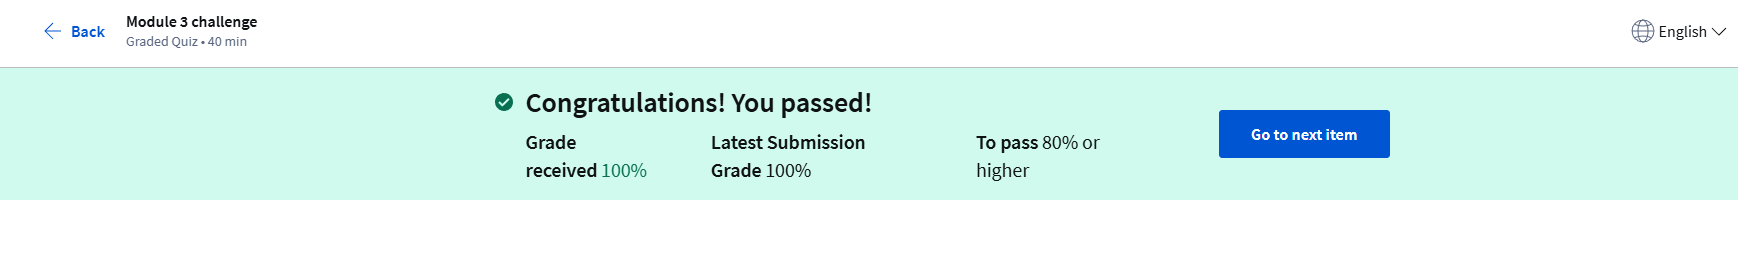 Back
Module 3 challenge
Graded Quiz • 40 min
English
Congratulations! You passed!
Grade
received 100%
Latest Submission
Grade 100%
To pass 80% or
higher
Go to next item